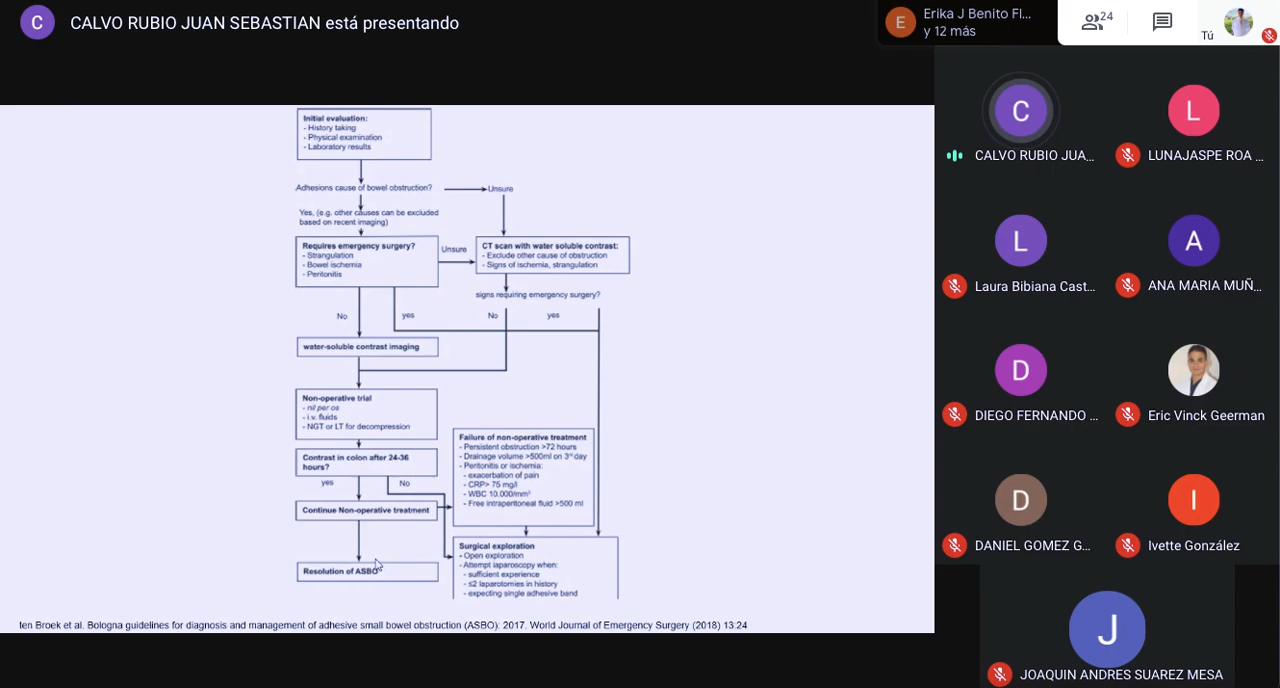 C
CALVO RUBIO JUAN SEBASTIAN está presentando
E
Erika J Benito Fl...
y 12 más
24
Tú
Initial evaluation:
- History taking
- Physical examination
- Laboratory results
Adhesions cause of bowel obstruction?
Unsure
Yes, (e.g. other causes can be excluded
based on recent imaging)
Requires emergency surgery?
- Strangulation
- Bowel ischemia
- Peritonitis
Unsure
CT scan with water soluble contrast:
- Exclude other cause of obstruction
- Signs of ischemia, strangulation
signs requiring emergency surgery?
No
yes
No
yes
water-soluble contrast imaging
Non-operative trial
- nil per os
- i.v. fluids
- NGT or LT for decompression
Contrast in colon after 24-36
hours?
yes
No
Continue Non-operative treatment
Resolution of ASBO
Failure of non-operative treatment
- Persistent obstruction >72 hours
- Drainage volume >500ml on 3rd day
- Peritonitis or ischemia:
- exacerbation of pain
- CRP> 75 mg/l
- WBC 10.000/mm³
- Free intraperitoneal fluid >500 ml
Surgical exploration
- Open exploration
- Attempt laparoscopy when:
- sufficient experience
- ≤2 laparotomies in history
- expecting single adhesive band
ten Broek et al. Bologna guidelines for diagnosis and management of adhesive small bowel obstruction (ASBO): 2017. World Journal of Emergency Surgery (2018) 13:24
C
CALVO RUBIO JUA...
L
LUNAJASPE ROA ...
L
Laura Bibiana Cast...
A
ANA MARIA MUÑ...
D
DIEGO FERNANDO ...
Eric Vinck Geerman
D
DANIEL GOMEZ G...
I
Ivette González
J
JOAQUIN ANDRES SUAREZ MESA